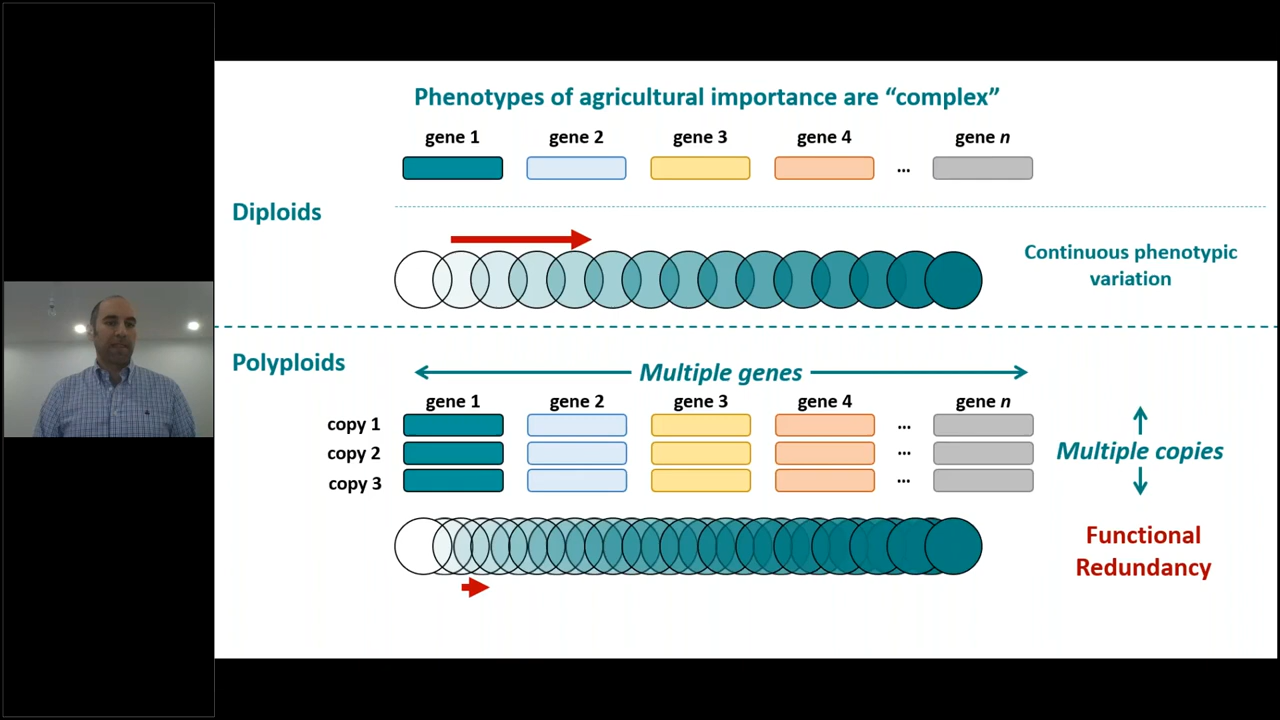 Phenotypes of agricultural importance are “complex”
gene 1 gene 2 gene 3 gene 4 gene n
...
Diploids
Continuous phenotypic
variation
Polyploids
Multiple genes
gene 1 gene 2 gene 3 gene 4 gene n
copy 1 ...
copy 2 ...
copy 3 ...
Multiple copies
Functional
Redundancy